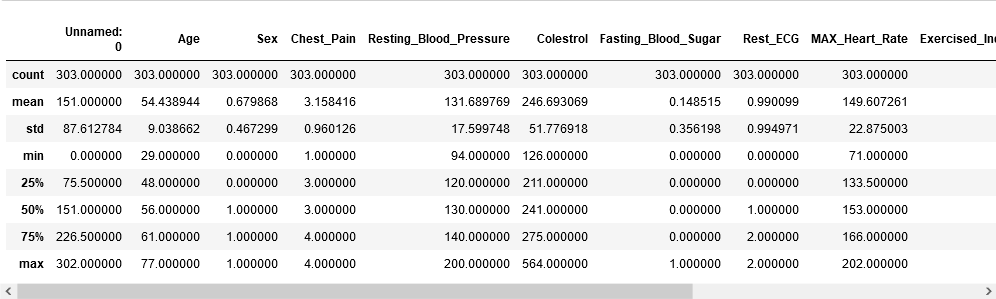 Unnamed: 0 Age Sex Chest_Pain Resting_Blood_Pressure Colestrol Fasting_Blood_Sugar Rest_ECG MAX_Heart_Rate Exercised_In
count 303.000000 303.000000 303.000000 303.000000 303.000000 303.000000 303.000000 303.000000 303.000000
mean 151.000000 54.438944 0.679868 3.158416 131.689769 246.693069 0.148515 0.990099 149.607261
std 87.612784 9.038662 0.467299 0.960126 17.599748 51.776918 0.356198 0.994971 22.875003
min 0.000000 29.000000 0.000000 1.000000 94.000000 126.000000 0.000000 0.000000 71.000000
25% 75.500000 48.000000 0.000000 3.000000 120.000000 211.000000 0.000000 0.000000 133.500000
50% 151.000000 56.000000 1.000000 3.000000 130.000000 241.000000 0.000000 1.000000 153.000000
75% 226.500000 61.000000 1.000000 4.000000 140.000000 275.000000 0.000000 2.000000 166.000000
max 302.000000 77.000000 1.000000 4.000000 200.000000 564.000000 1.000000 2.000000 202.000000